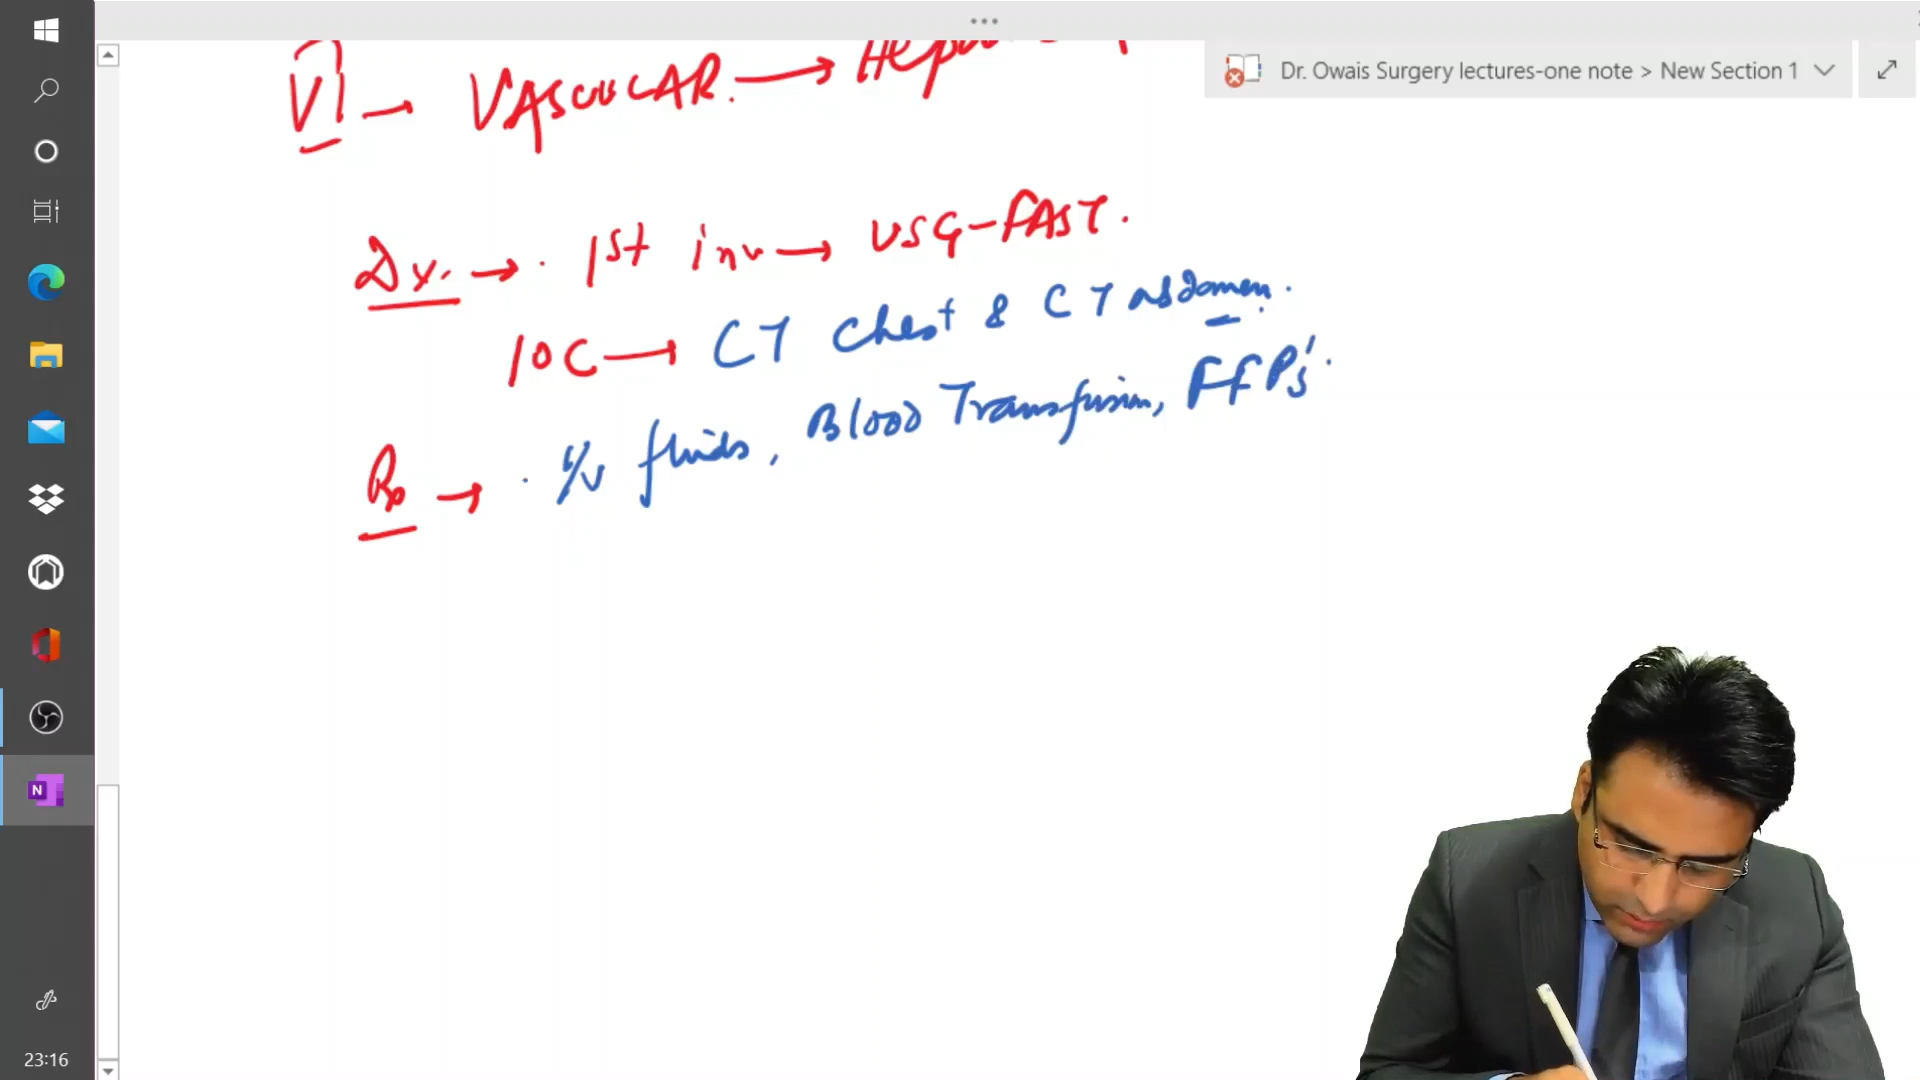 Dr. Owais Surgery lectures-one note > New Section 1
VI → VASCULAR. →
Dx. → . 1st inv → USG-FAST.
IOC → CT Chest & CT abdomen.
Rx → . I/V fluids, Blood Transfusion, FFP's.
N
23:16